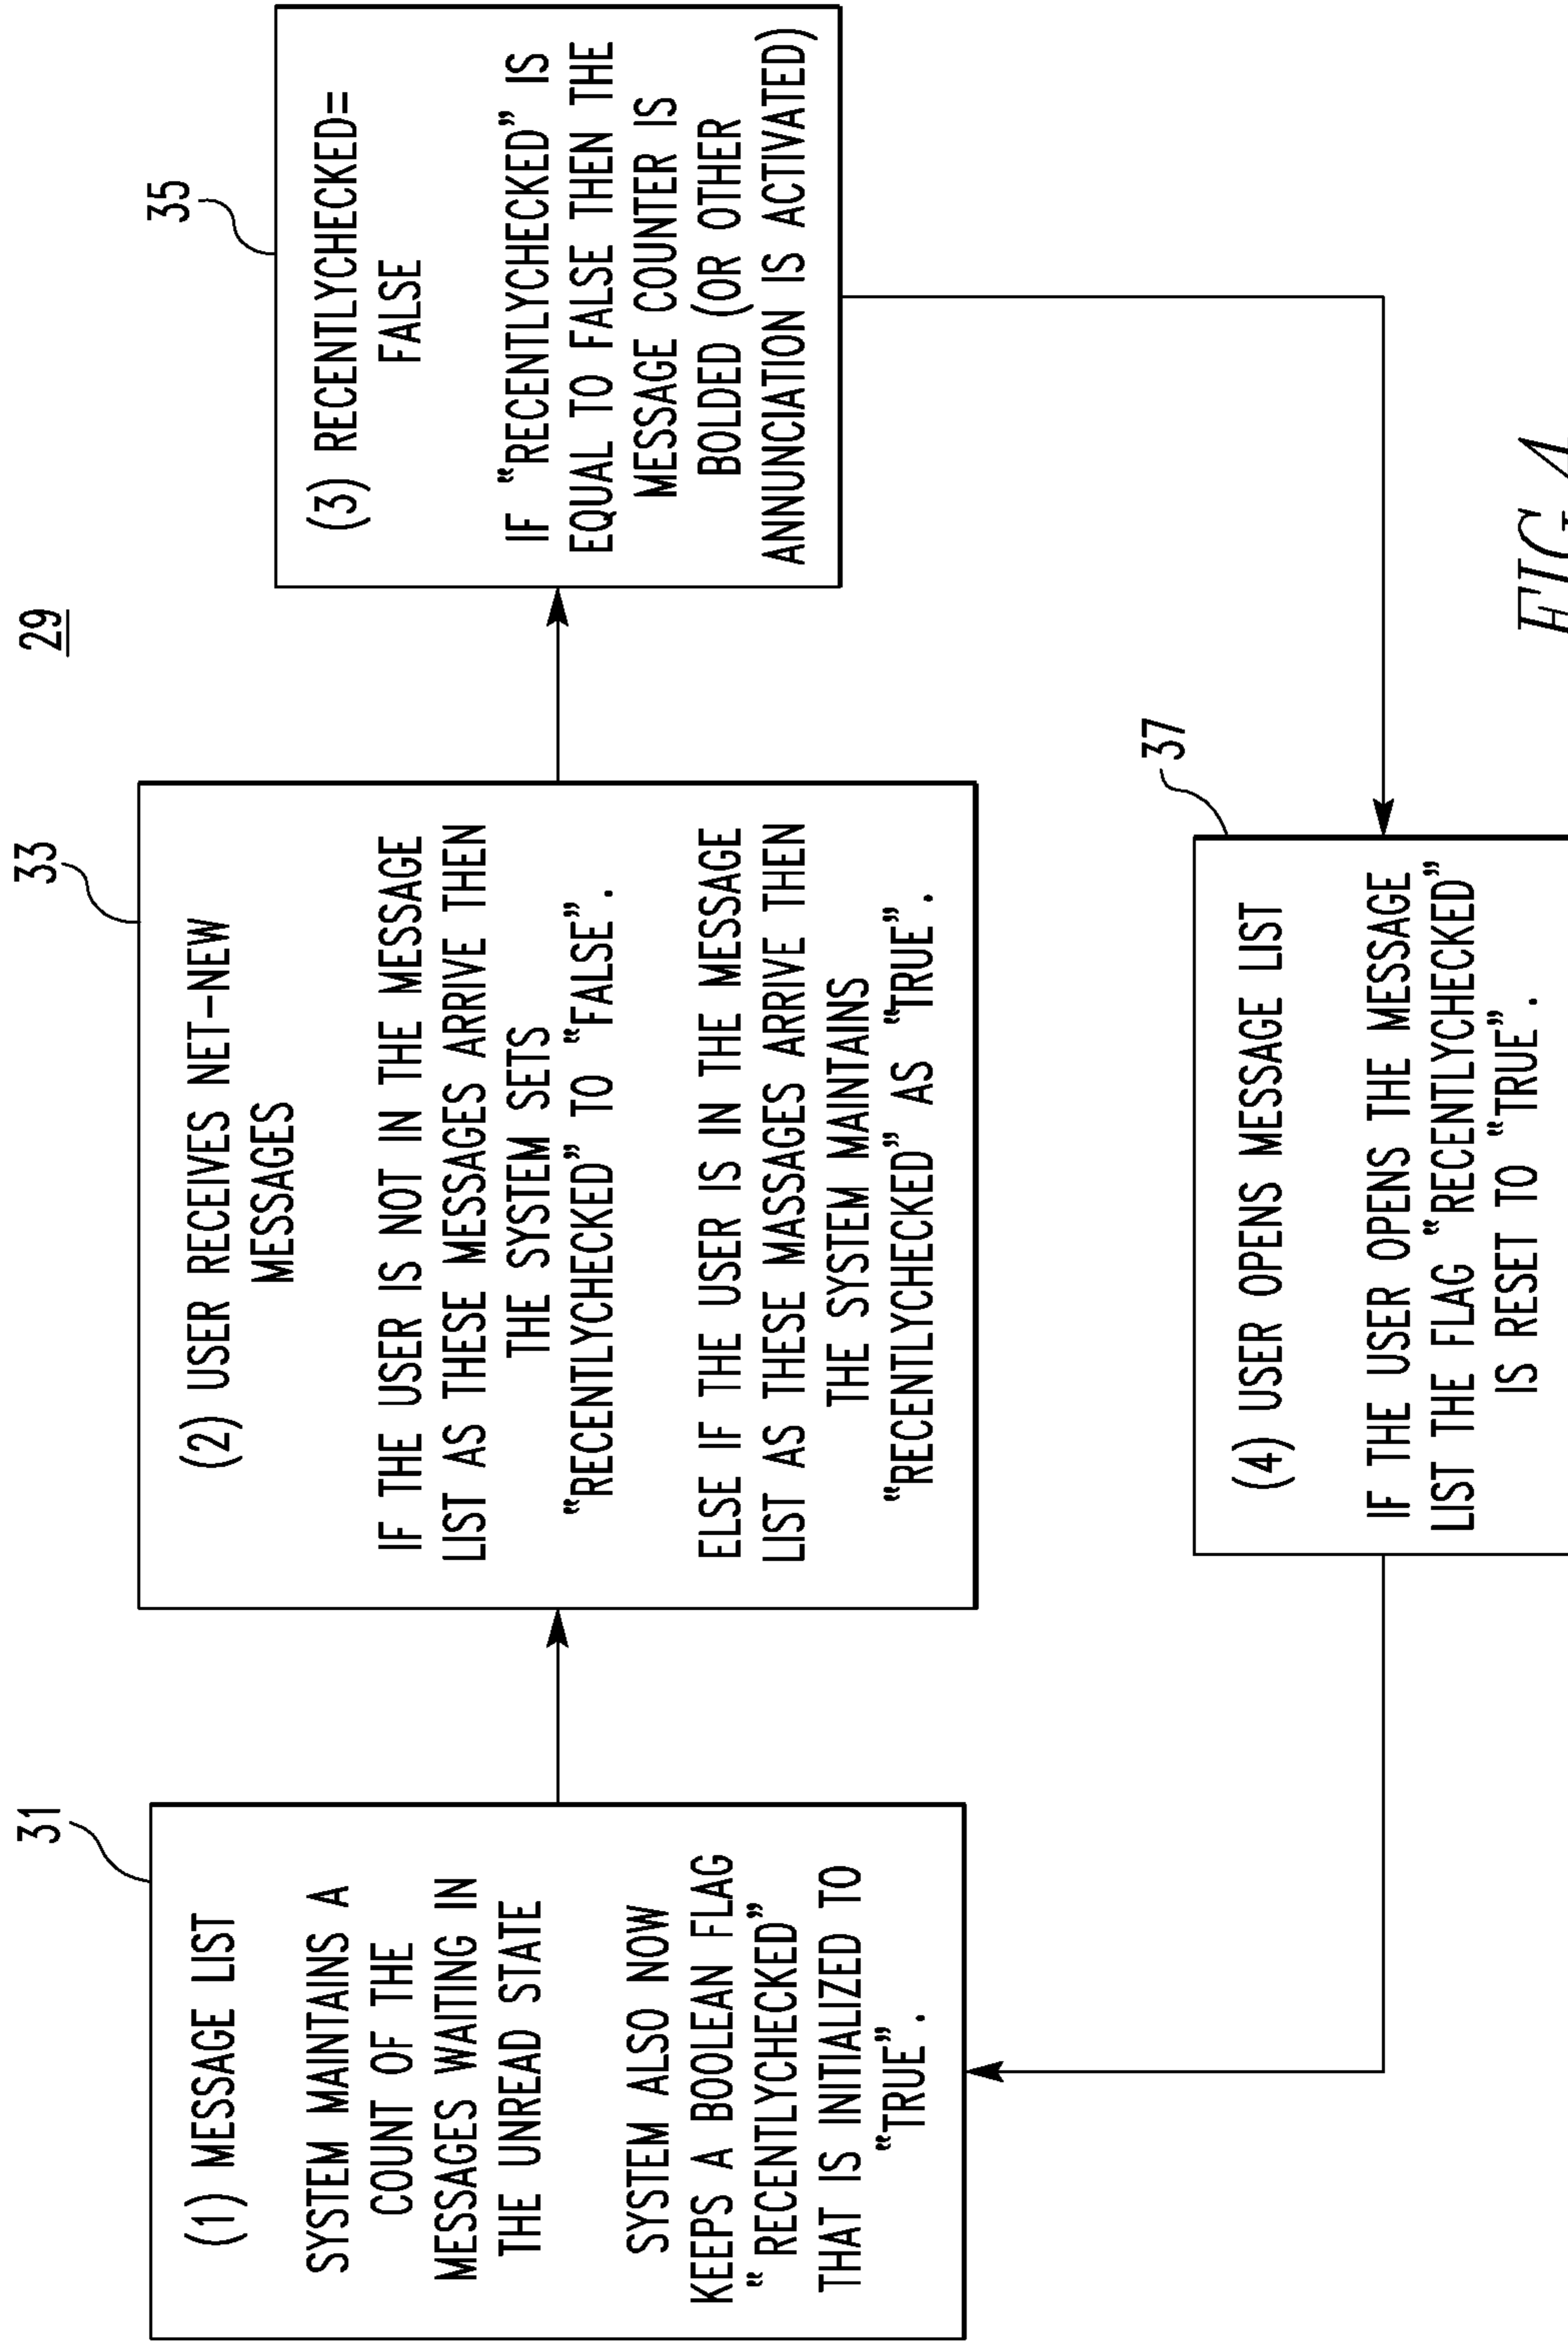 29
31
(1) MESSAGE LIST
SYSTEM MAINTAINS A
COUNT OF THE
MESSAGES WAITING IN
THE UNREAD STATE
SYSTEM ALSO NOW
KEEPS A BOOLEAN FLAG
“ RECENTLYCHECKED”
THAT IS INITIALIZED TO
“TRUE”.
33
(2) USER RECEIVES NET-NEW
MESSAGES
IF THE USER IS NOT IN THE MESSAGE
LIST AS THESE MESSAGES ARRIVE THEN
THE SYSTEM SETS
“RECENTLYCHECKED” TO “FALSE”.
ELSE IF THE USER IS IN THE MESSAGE
LIST AS THESE MASSAGES ARRIVE THEN
THE SYSTEM MAINTAINS
“RECENTLYCHECKED” AS “TRUE”.
35
(3) RECENTLYCHECKED=
FALSE
IF “RECENTLYCHECKED” IS
EQUAL TO FALSE THEN THE
MESSAGE COUNTER IS
BOLDED (OR OTHER
ANNUNCIATION IS ACTIVATED)
37
(4) USER OPENS MESSAGE LIST
IF THE USER OPENS THE MESSAGE
LIST THE FLAG “RECENTLYCHECKED”
IS RESET TO “TRUE”.
FIG.4